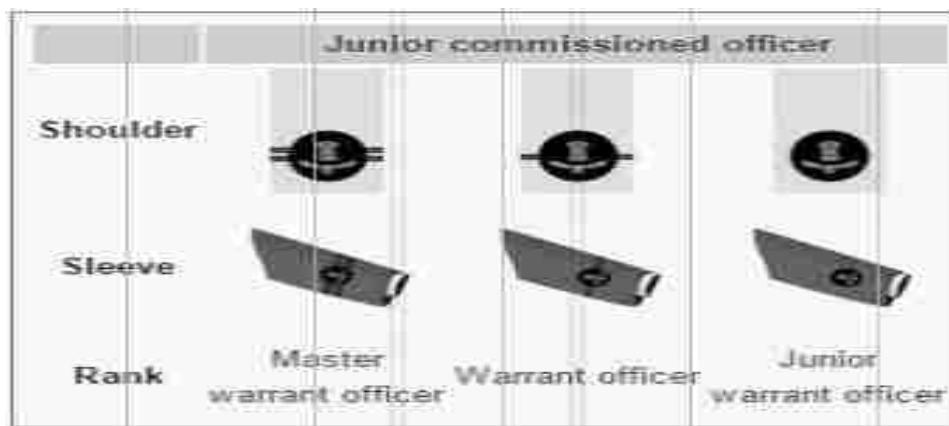 Junior commissioned officer
Shoulder
Sleeve
Rank
Master
warrant officer
Warrant officer
Junior
warrant officer